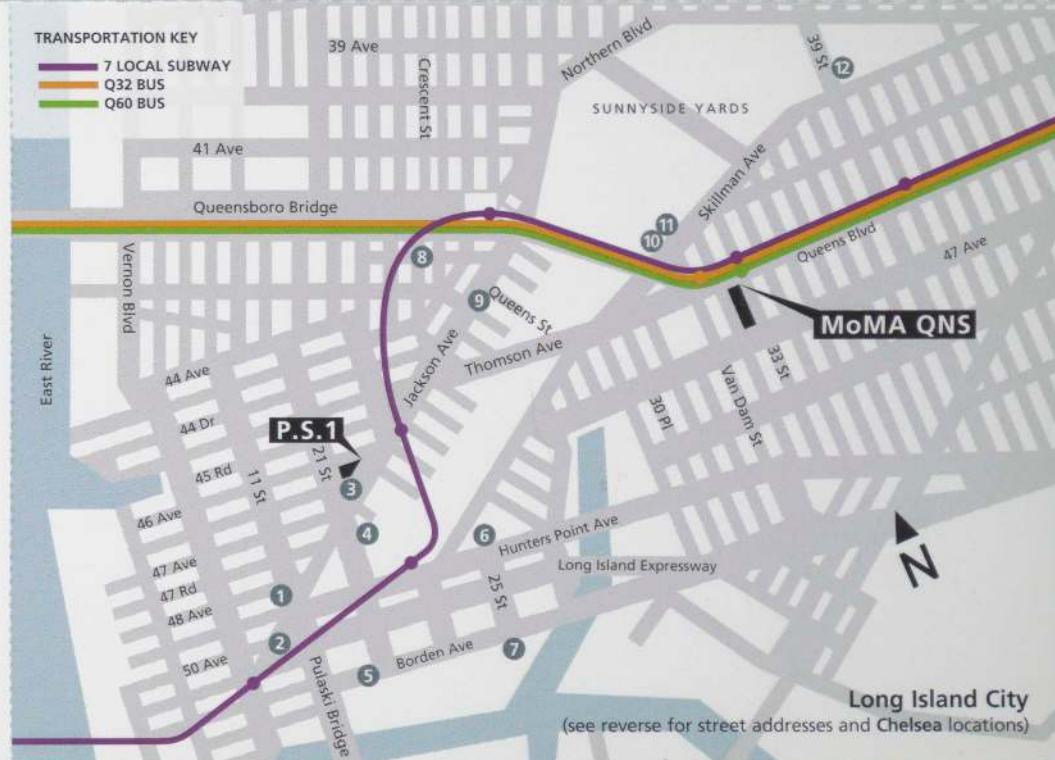 TRANSPORTATION KEY
7 LOCAL SUBWAY
Q32 BUS
Q60 BUS
39 Ave
Crescent St
Northern Blvd
39 St
12
SUNNYSIDE YARDS
41 Ave
Queensboro Bridge
Skillman Ave
11
10
Queens Blvd
47 Ave
Vernon Blvd
8
9
Queens St
MoMA QNS
East River
Jackson Ave
Thomson Ave
33 St
Van Dam St
30 Pl
44 Ave
44 Dr
P.S.1
21 St
45 Rd
11 St
3
46 Ave
4
6
Hunters Point Ave
N
47 Ave
47 Rd
48 Ave
1
25 St
Long Island Expressway
2
50 Ave
Pulaski Bridge
5
Borden Ave
7
Long Island City
(see reverse for street addresses and Chelsea locations)